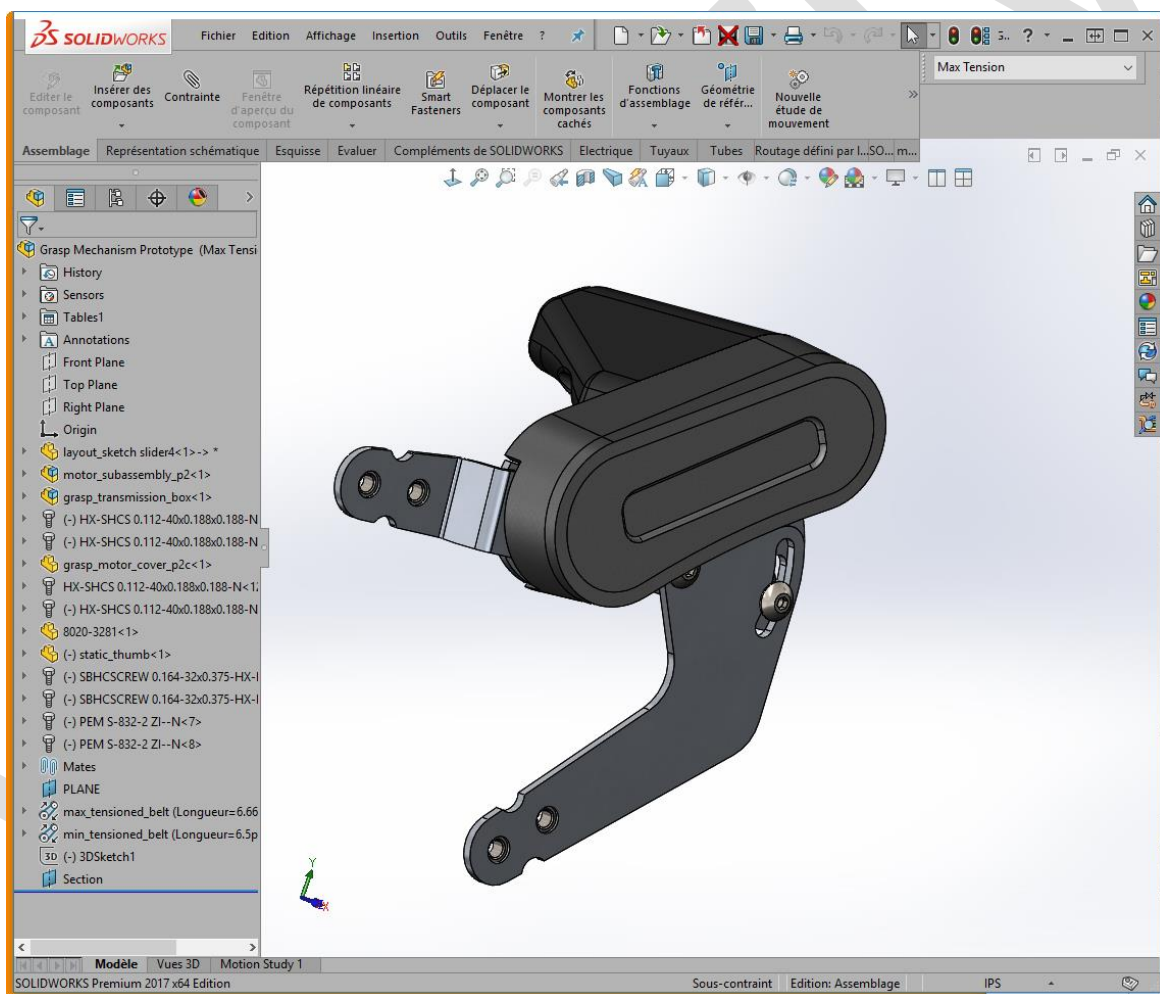 SOLIDWORKS Fichier Edition Affichage Insertion Outils Fenêtre ? 3.. ?
Editer le composant
Insérer des composants
Contrainte
Fenêtre d'aperçu du composant
Répétition linéaire de composants
Smart Fasteners
Déplacer le composant
Montrer les composants cachés
Fonctions d'assemblage
Géométrie de référ...
Nouvelle étude de mouvement
»
Max Tension
Assemblage Représentation schématique Esquisse Evaluer Compléments de SOLIDWORKS Electrique Tuyaux Tubes Routage défini par l...SO... m...
Grasp Mechanism Prototype (Max Tensi
History
Sensors
Tables1
Annotations
Front Plane
Top Plane
Right Plane
Origin
layout_sketch slider4<1>-> *
motor_subassembly_p2<1>
grasp_transmission_box<1>
(-) HX-SHCS 0.112-40x0.188x0.188-N
(-) HX-SHCS 0.112-40x0.188x0.188-N
grasp_motor_cover_p2c<1>
HX-SHCS 0.112-40x0.188x0.188-N<1
(-) HX-SHCS 0.112-40x0.188x0.188-N
8020-3281<1>
(-) static_thumb<1>
(-) SBHCSCREW 0.164-32x0.375-HX-
(-) SBHCSCREW 0.164-32x0.375-HX-
(-) PEM S-832-2 ZI--N<7>
(-) PEM S-832-2 ZI--N<8>
Mates
PLANE
max_tensioned_belt (Longueur=6.66
min_tensioned_belt (Longueur=6.5p
3D (-) 3DSketch1
Section
Y
X
Modèle Vues 3D Motion Study 1
SOLIDWORKS Premium 2017 x64 Edition Sous-contraint Edition: Assemblage IPS